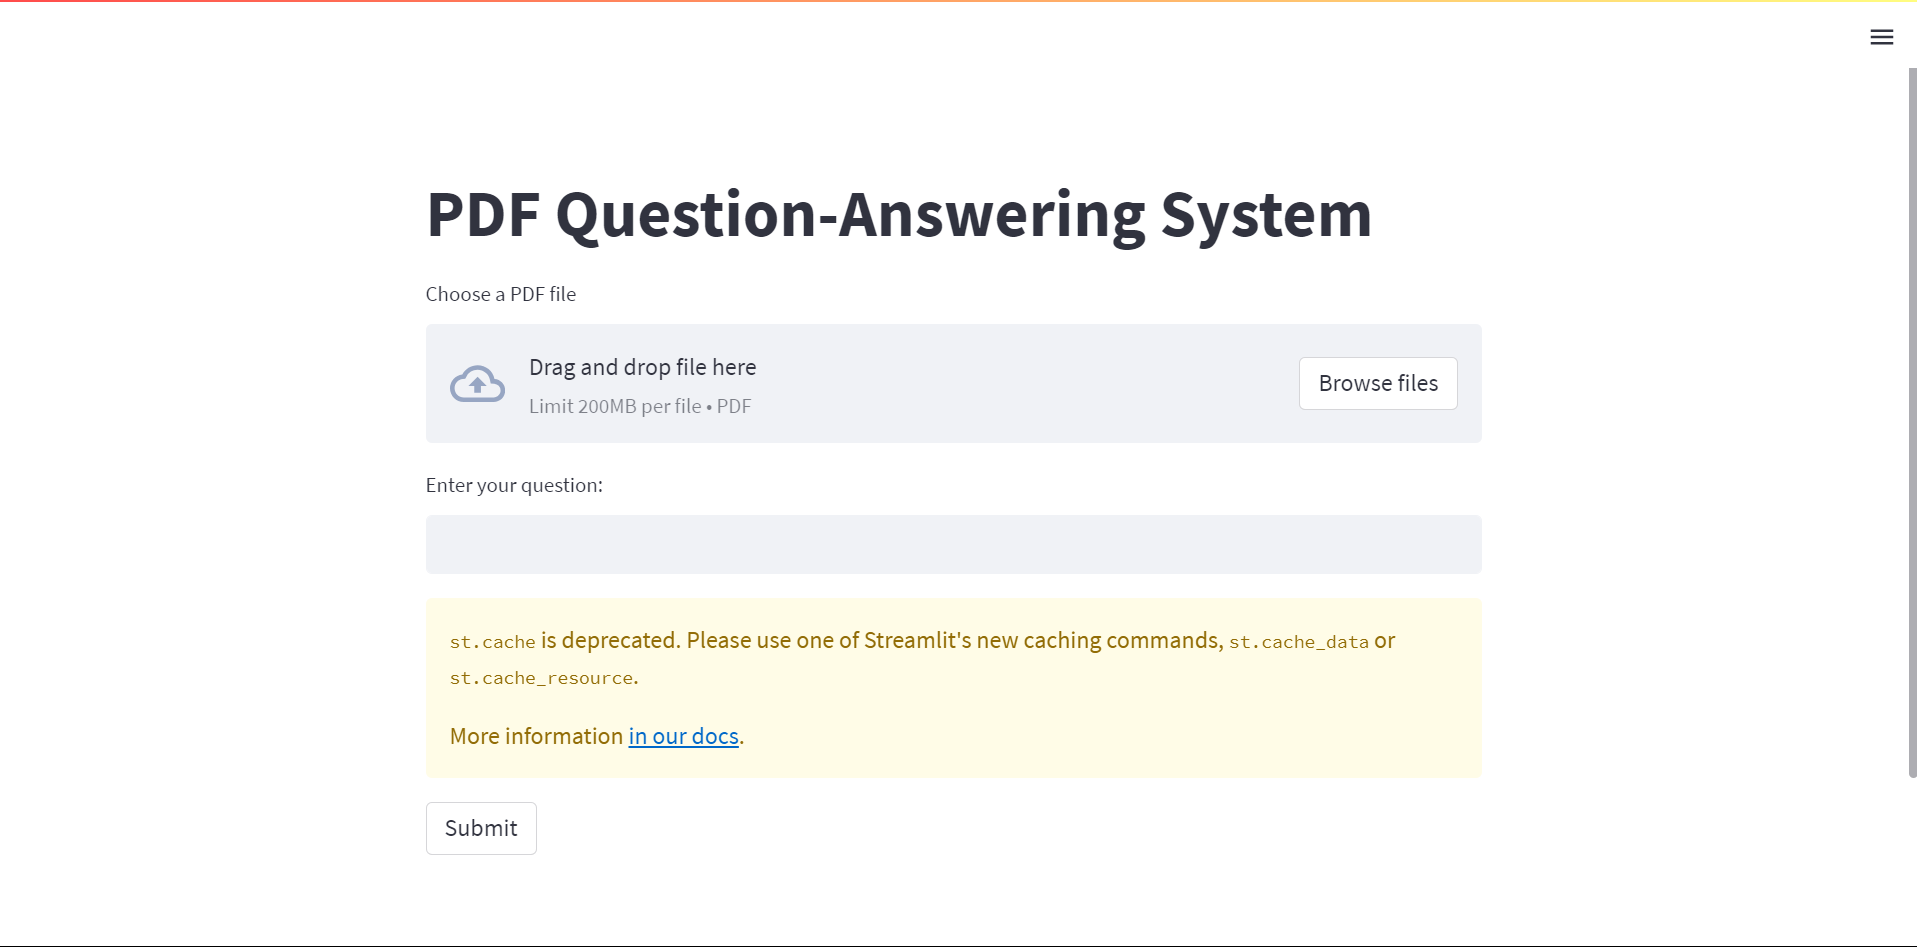 PDF Question-Answering System
Choose a PDF file
Drag and drop file here
Limit 200MB per file • PDF
Browse files
Enter your question:
st.cache is deprecated. Please use one of Streamlit's new caching commands, st.cache_data or
st.cache_resource.
More information in our docs.
Submit